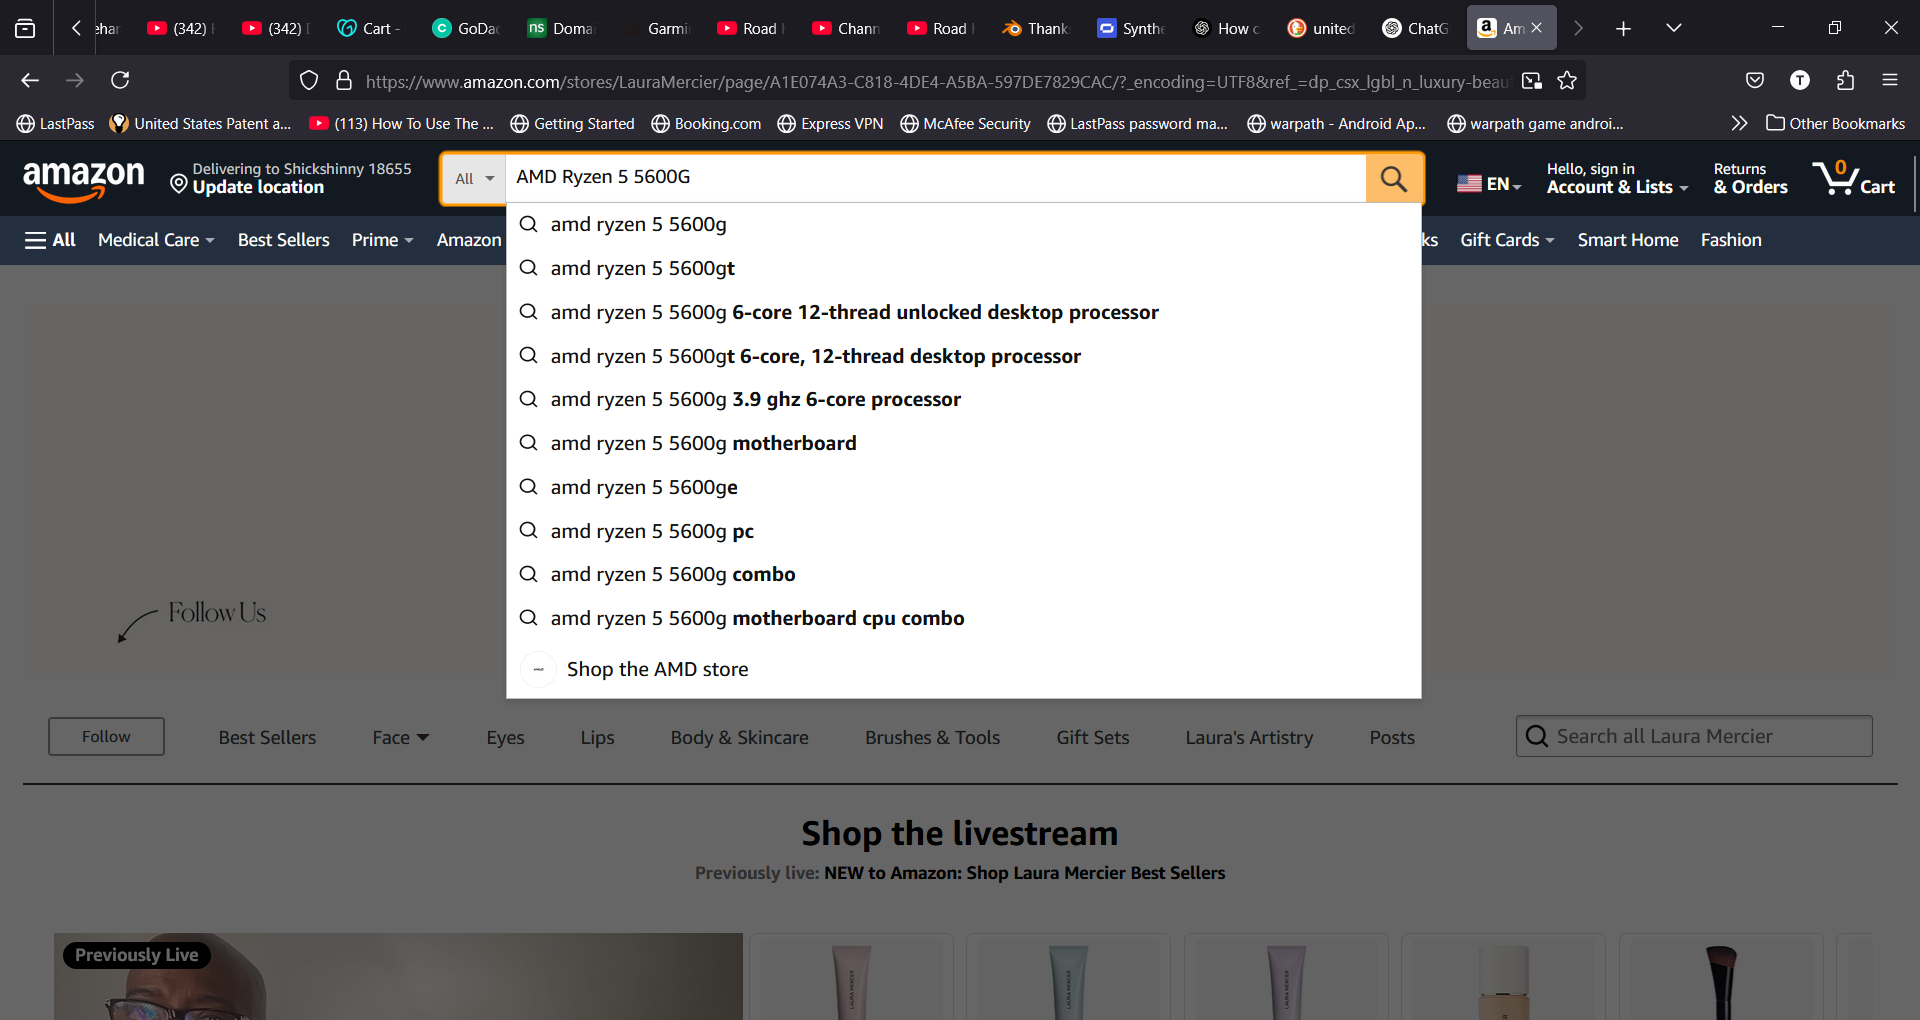 ehar
(342)
(342)
Cart -
GoDa
ns Domai
Garmi
Road
Chann
Road
Thank
Synthe
How c
united
ChatG
Am
https://www.amazon.com/stores/LauraMercier/page/A1E074A3-C818-4DE4-A5BA-597DE7829CAC/?_encoding=UTF8&ref_=dp_csx_lgbl_n_luxury-beau
T
LastPass
United States Patent a...
(113) How To Use The ...
Getting Started
Booking.com
Express VPN
McAfee Security
LastPass password ma...
warpath - Android Ap...
warpath game androi...
Other Bookmarks
amazon
Delivering to Shickshinny 18655
Update location
All
AMD Ryzen 5 5600G
EN
Hello, sign in
Account & Lists
Returns
& Orders
0
Cart
All
Medical Care
Best Sellers
Prime
Amazon
ks
Gift Cards
Smart Home
Fashion
amd ryzen 5 5600g
amd ryzen 5 5600gt
amd ryzen 5 5600g 6-core 12-thread unlocked desktop processor
amd ryzen 5 5600gt 6-core, 12-thread desktop processor
amd ryzen 5 5600g 3.9 ghz 6-core processor
amd ryzen 5 5600g motherboard
amd ryzen 5 5600ge
amd ryzen 5 5600g pc
amd ryzen 5 5600g combo
amd ryzen 5 5600g motherboard cpu combo
Shop the AMD store
Follow Us
Follow
Best Sellers
Face
Eyes
Lips
Body & Skincare
Brushes & Tools
Gift Sets
Laura's Artistry
Posts
Search all Laura Mercier
Shop the livestream
Previously live: NEW to Amazon: Shop Laura Mercier Best Sellers
Previously Live
LAURA MERCIER
LAURA MERCIER
LAURA MERCIER